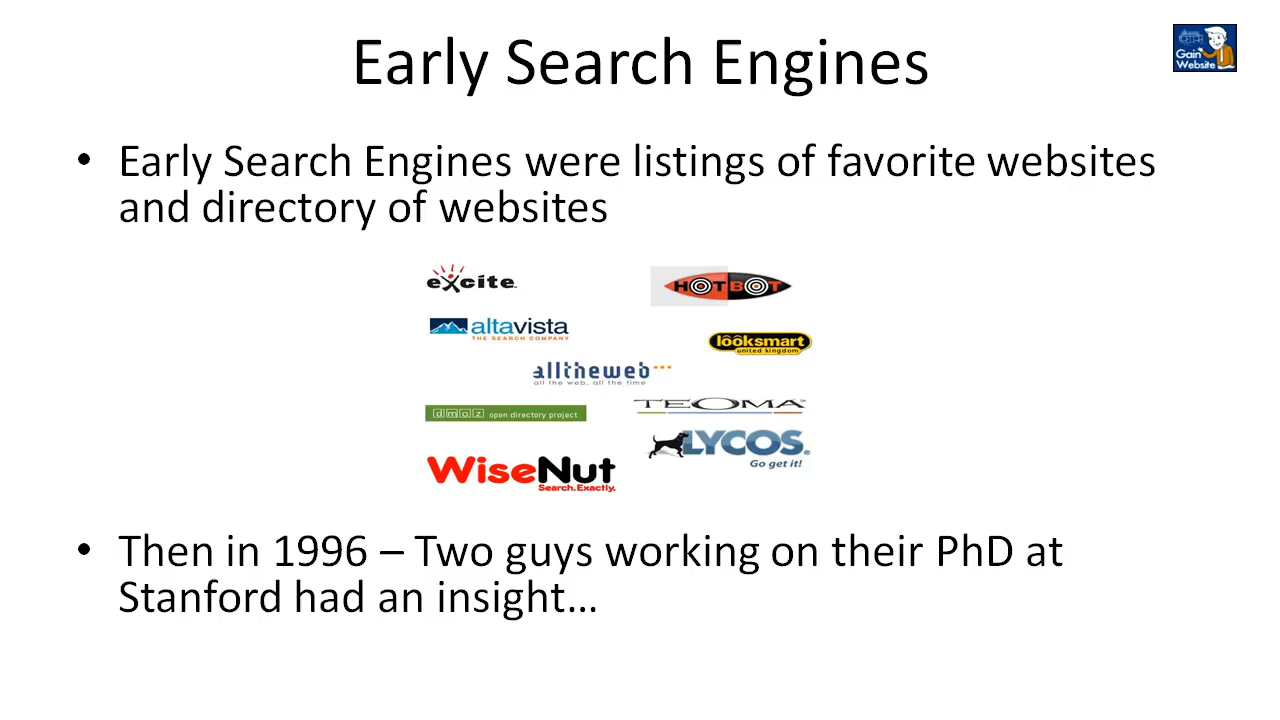 Early Search Engines
Gain
Website
• Early Search Engines were listings of favorite websites
and directory of websites
excite
HOTBOT
altavista
THE SEARCH COMPANY
looksmart
united kingdom
alltheweb
all the web, all the time
dmoz open directory project
TEOMA
LYCOS
Go get it!
WiseNut
Search.Exactly.
• Then in 1996 – Two guys working on their PhD at
Stanford had an insight…